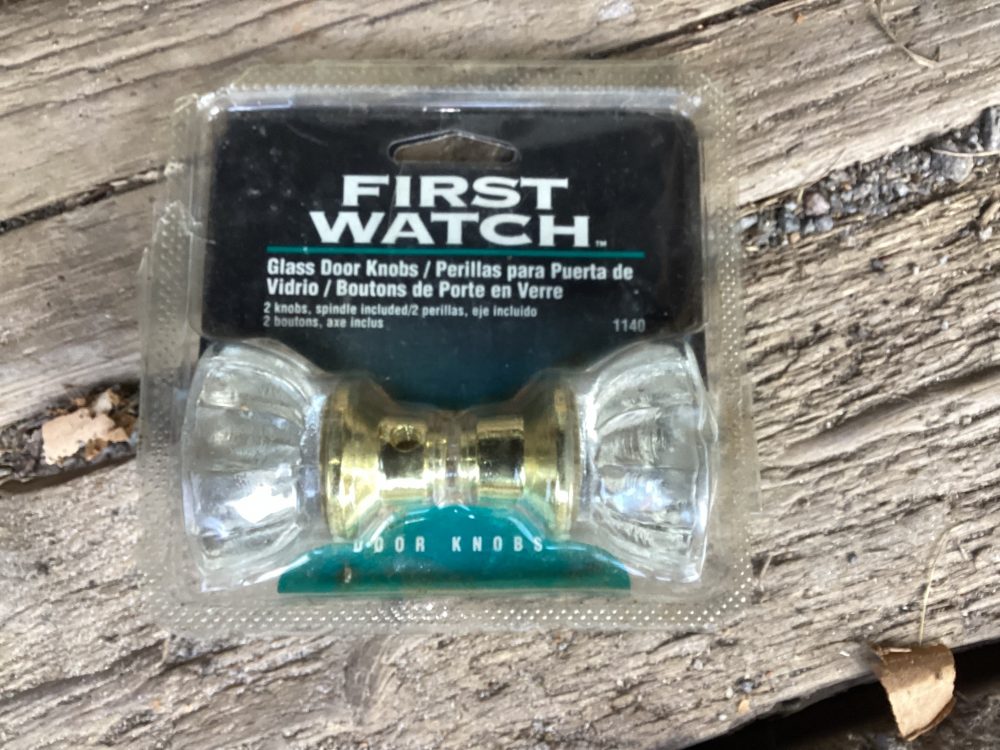 FIRST
WATCH™
Glass Door Knobs / Perillas para Puerta de
Vidrio / Boutons de Porte en Verre
2 knobs, spindle included/2 perillas, eje incluido
2 boutons, axe inclus
1140
DOOR KNOBS